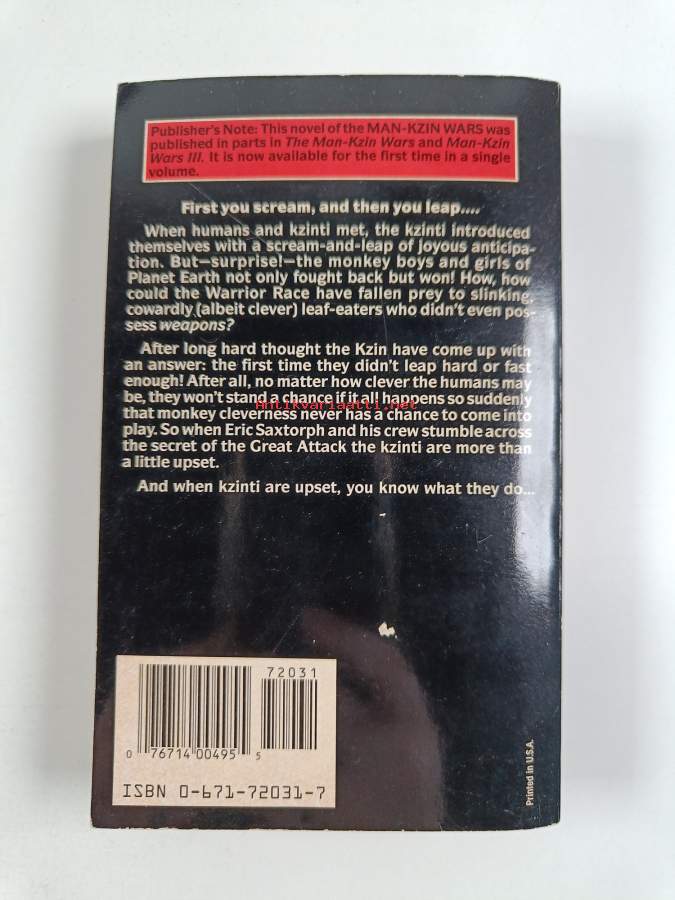 Publisher's Note: This novel of the MAN-KZIN WARS was
published in parts in The Man-Kzin Wars and Man-Kzin
Wars III. It is now available for the first time in a single
volume.
First you scream, and then you leap....
When humans and kzinti met, the kzinti introduced
themselves with a scream-and-leap of joyous anticipa-
tion. But—surprise!—the monkey boys and girls of
Planet Earth not only fought back but won! How, how
could the Warrior Race have fallen prey to slinking,
cowardly (albeit clever) leaf-eaters who didn't even pos-
sess weapons?
After long hard thought the Kzin have come up with
an answer: the first time they didn't leap hard or fast
enough! After all, no matter how clever the humans may
be, they won't stand a chance if it all happens so suddenly
Antikvariaatti.net
that monkey cleverness never has a chance to come into
play. So when Eric Saxtorph and his crew stumble across
the secret of the Great Attack the kzinti are more than
a little upset.
And when kzinti are upset, you know what they do...
72031
0 76714 00495 5
ISBN 0-671-72031-7
Printed in U.S.A.